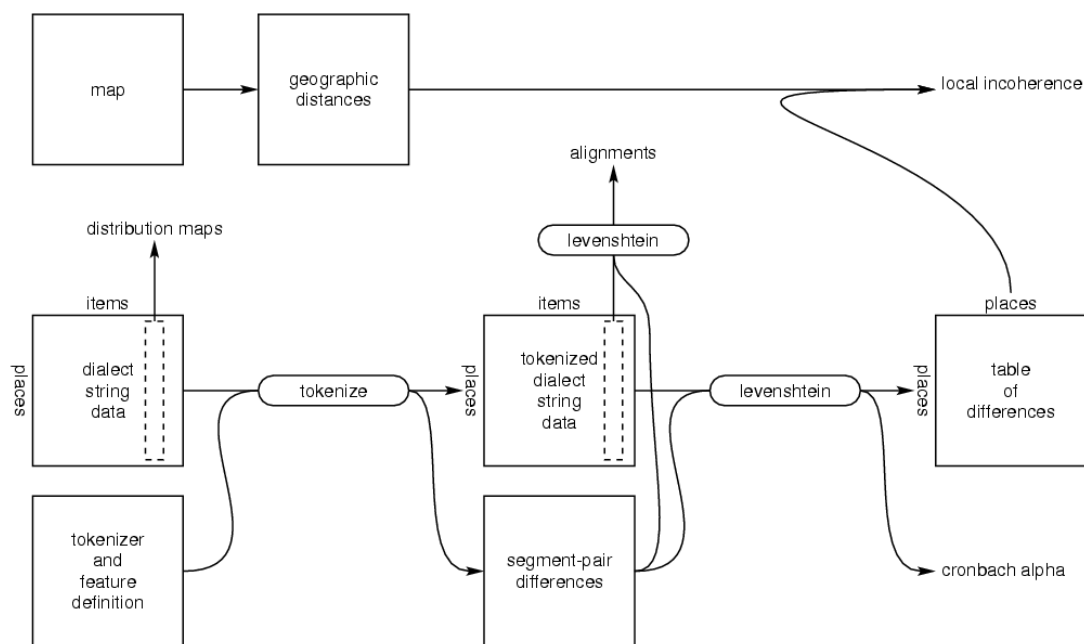 map
geographic
distances
local incoherence
alignments
levenshtein
distribution maps
items
places
dialect
string
data
tokenize
items
places
tokenized
dialect
string
data
levenshtein
places
places
table
of
differences
tokenizer
and
feature
definition
segment-pair
differences
cronbach alpha